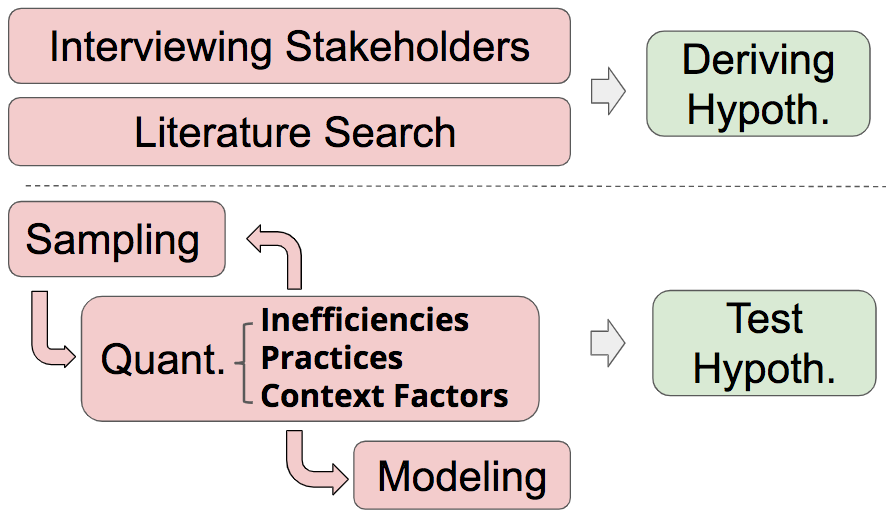 Interviewing Stakeholders
Deriving
Hypoth.
Literature Search
Sampling
Quant.
Inefficiencies
Practices
Context Factors
Test
Hypoth.
Modeling